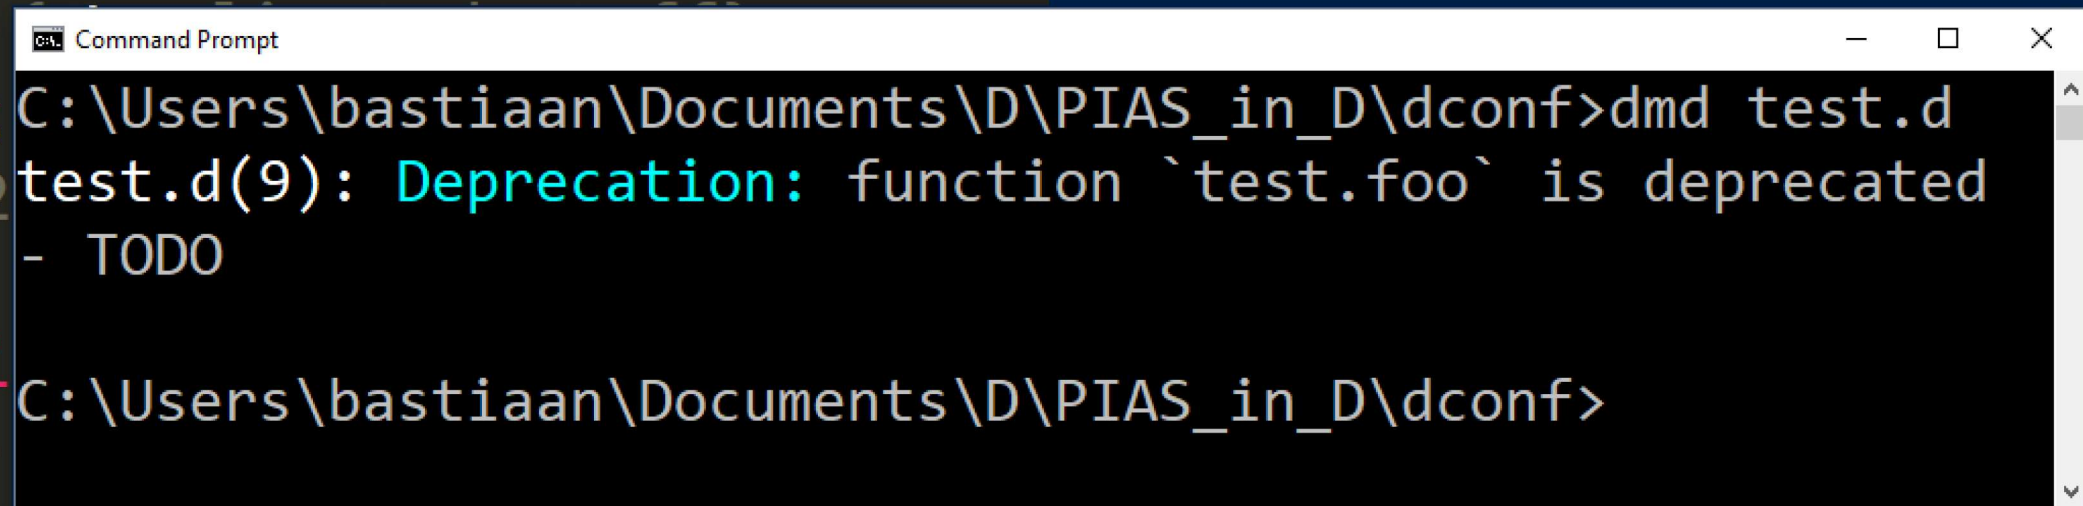 Command Prompt
C:\Users\bastiaan\Documents\D\PIAS_in_D\dconf>dmd test.d
test.d(9): Deprecation: function `test.foo` is deprecated
- TODO
C:\Users\bastiaan\Documents\D\PIAS_in_D\dconf>